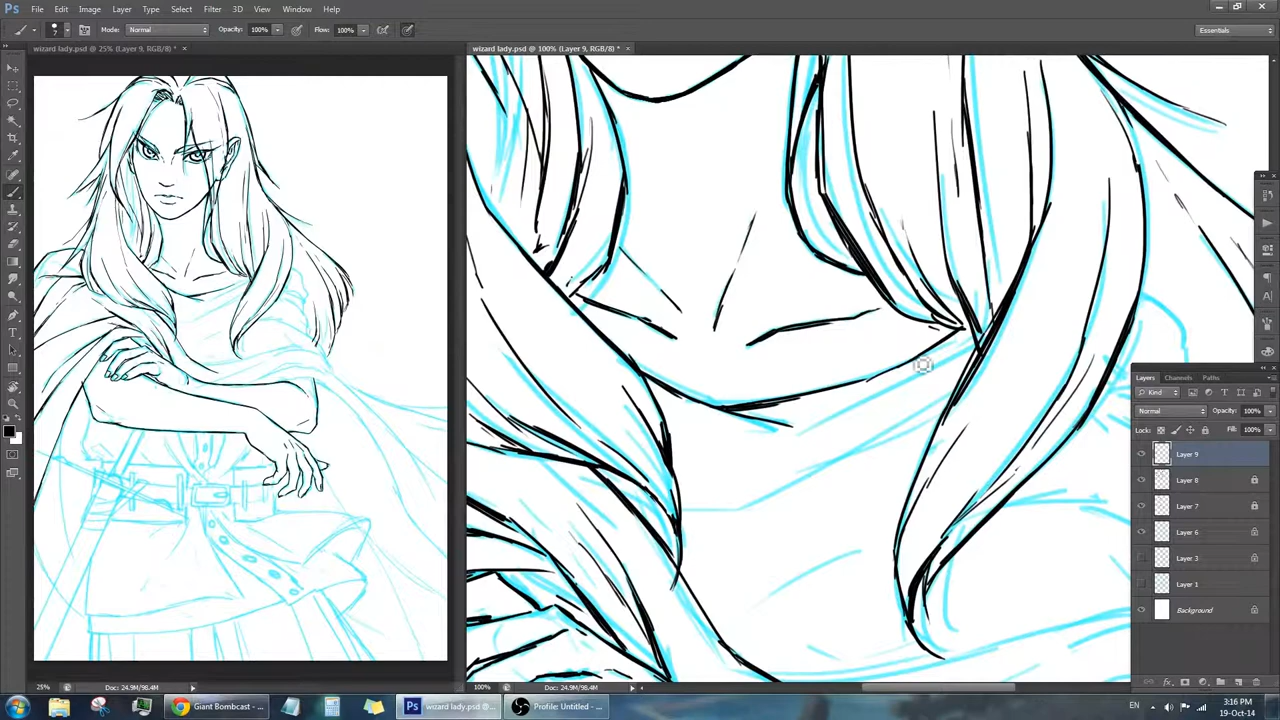 Ps File Edit Image Layer Type Select Filter 3D View Window Help
7 Mode: Normal Opacity: 100% Flow: 100% Essentials
wizard lady.psd @ 25% (Layer 9, RGB/8) * × wizard lady.psd @ 100% (Layer 9, RGB/8) * ×
Layers Channels Paths
Kind
Normal Opacity: 100%
Lock: Fill: 100%
Layer 9
Layer 8
Layer 7
Layer 6
Layer 3
Layer 1
Background
25% Doc: 24.9M/98.4M 100% Doc: 24.9M/98.4M
Giant Bombcast - ... wizard lady.psd @... Profile: Untitled - ... EN 3:16 PM
19-Oct-14